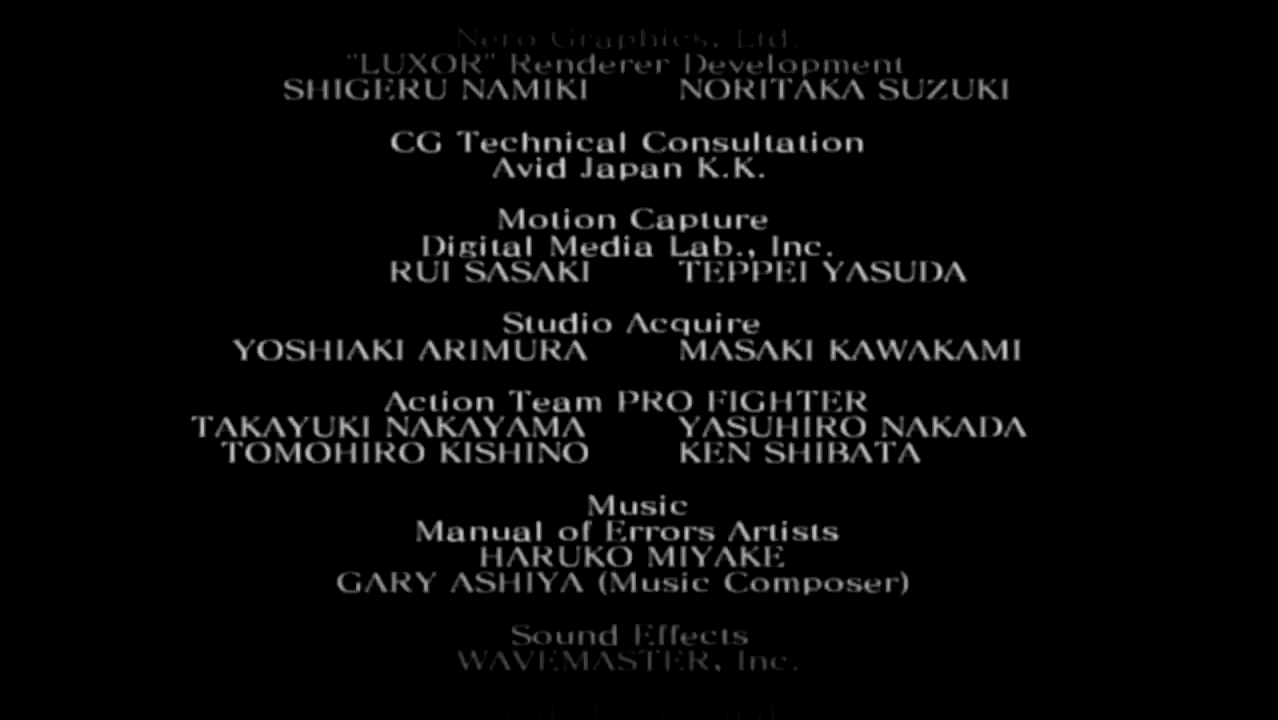 Nero Graphics, Ltd.
"LUXOR" Renderer Development
SHIGERU NAMIKI NORITAKA SUZUKI
CG Technical Consultation
Avid Japan K.K.
Motion Capture
Digital Media Lab., Inc.
RUI SASAKI TEPPEI YASUDA
Studio Acquire
YOSHIAKI ARIMURA MASAKI KAWAKAMI
Action Team PRO FIGHTER
TAKAYUKI NAKAYAMA YASUHIRO NAKADA
TOMOHIRO KISHINO KEN SHIBATA
Music
Manual of Errors Artists
HARUKO MIYAKE
GARY ASHIYA (Music Composer)
Sound Effects
WAVEMASTER, Inc.